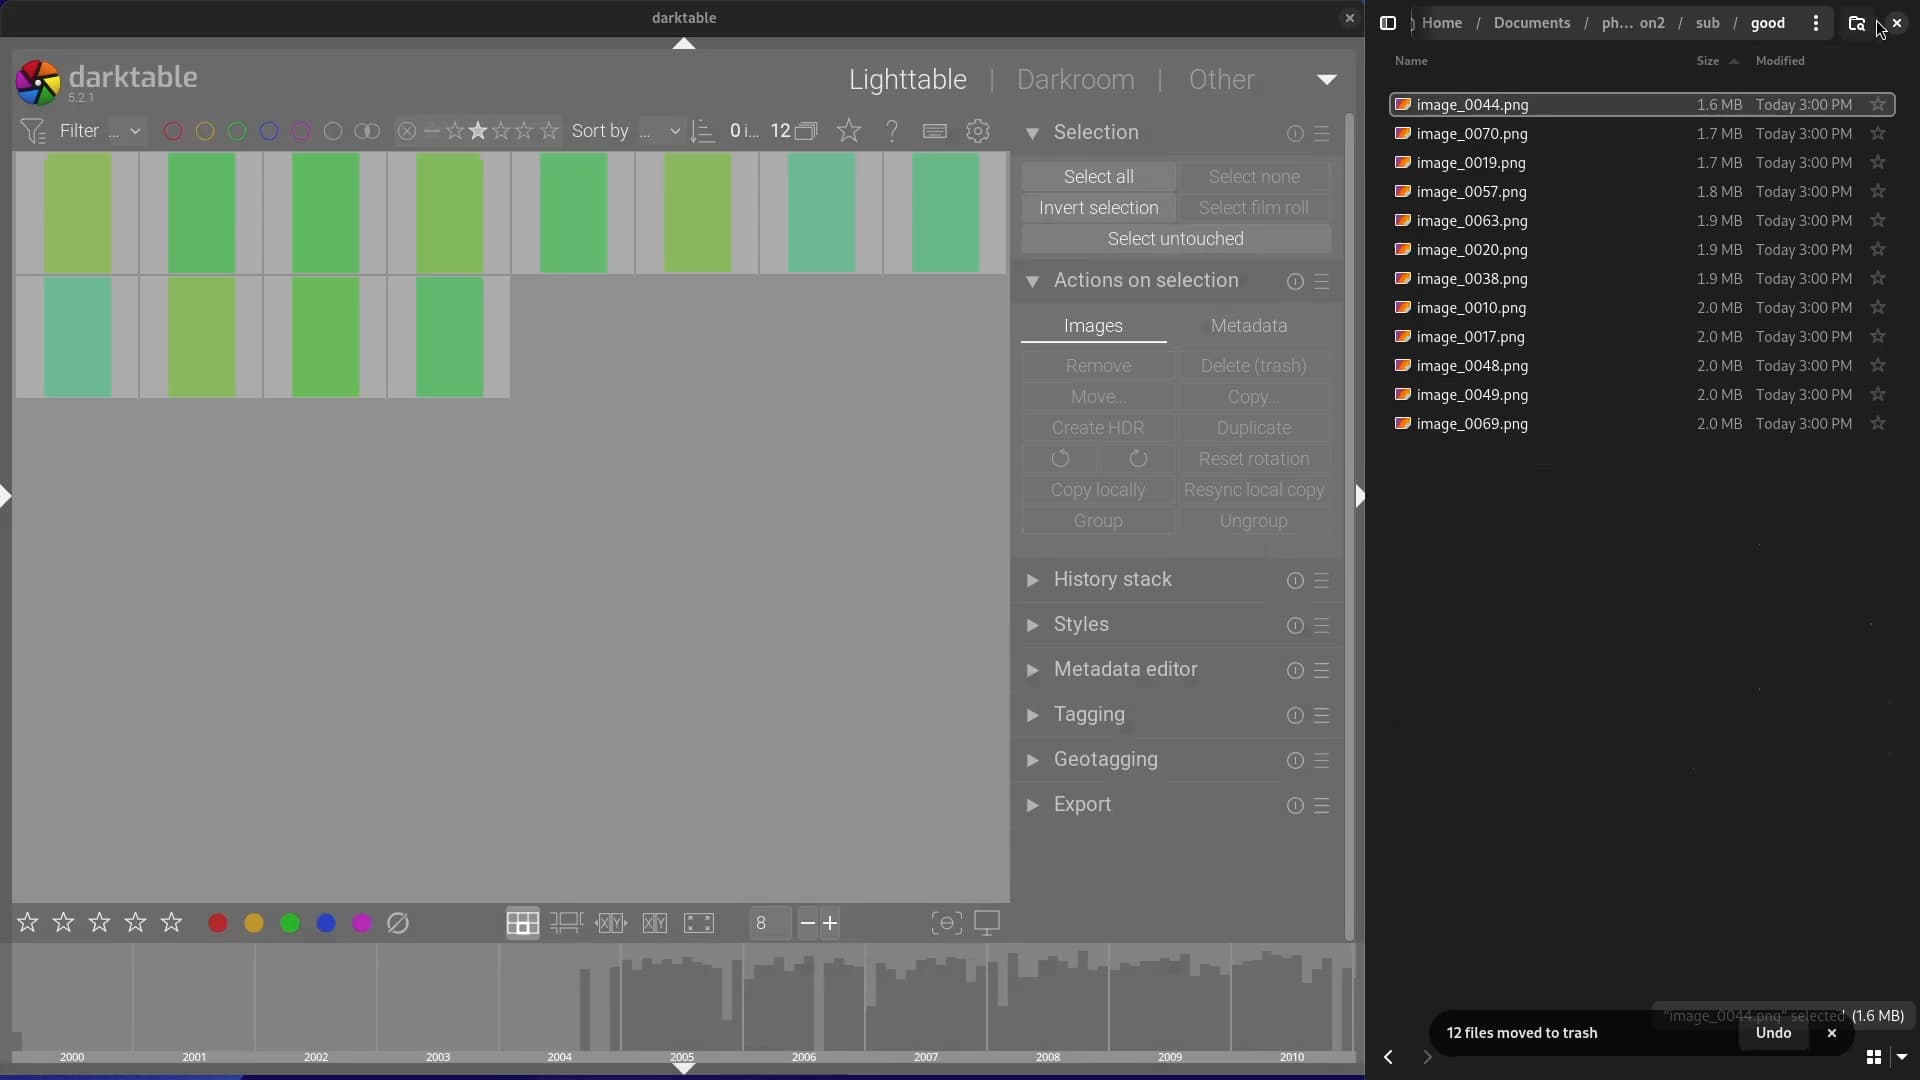 darktable
darktable
5.2.1
Lighttable | Darkroom | Other
Filter ... Sort by ... 0 i... 12
Selection
Select all Select none
Invert selection Select film roll
Select untouched
Actions on selection
Images Metadata
Remove Delete (trash)
Move... Copy...
Create HDR Duplicate
Reset rotation
Copy locally Resync local copy
Group Ungroup
History stack
Styles
Metadata editor
Tagging
Geotagging
Export
8
2000 2001 2002 2003 2004 2005 2006 2007 2008 2009 2010
Home / Documents / ph... on2 / sub / good
Name Size Modified
image_0044.png 1.6 MB Today 3:00 PM
image_0070.png 1.7 MB Today 3:00 PM
image_0019.png 1.7 MB Today 3:00 PM
image_0057.png 1.8 MB Today 3:00 PM
image_0063.png 1.9 MB Today 3:00 PM
image_0020.png 1.9 MB Today 3:00 PM
image_0038.png 1.9 MB Today 3:00 PM
image_0010.png 2.0 MB Today 3:00 PM
image_0017.png 2.0 MB Today 3:00 PM
image_0048.png 2.0 MB Today 3:00 PM
image_0049.png 2.0 MB Today 3:00 PM
image_0069.png 2.0 MB Today 3:00 PM
"image_0044.png" selected (1.6 MB)
12 files moved to trash Undo